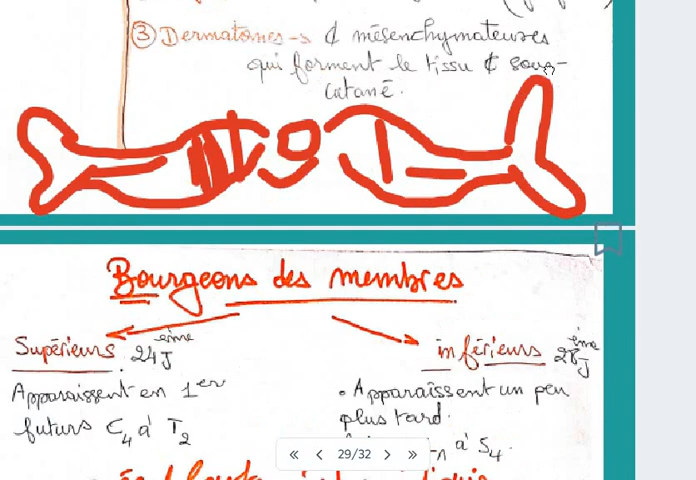 ③ Dermatomes → ₵ mésenchymateuses
qui forment le tissu ₵ sous-
cutané.
Bourgeons des membres
Supérieurs 24ème J
Apparaissent en 1er
futurs C4 à T2
inférieurs 28ème J
• Apparaîssent un peu
plus tard.
à S4.
29/32